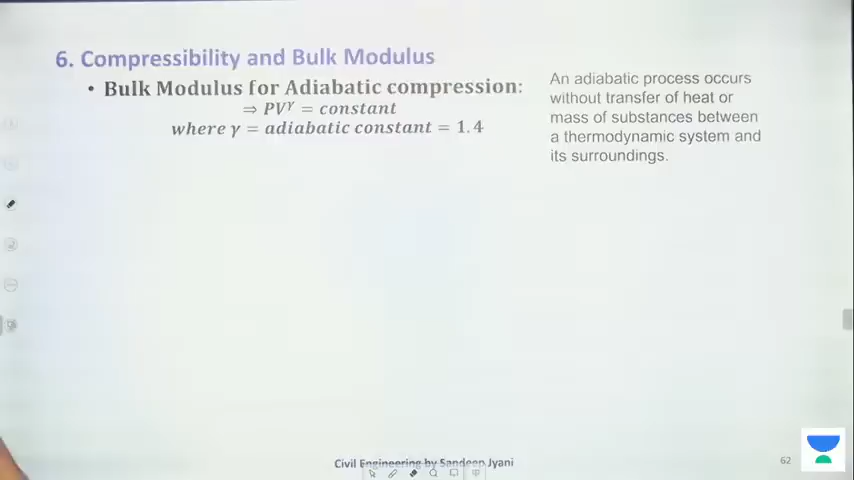 6. Compressibility and Bulk Modulus
• Bulk Modulus for Adiabatic compression:
⇒ PVᵞ = constant
where γ = adiabatic constant = 1.4
An adiabatic process occurs
without transfer of heat or
mass of substances between
a thermodynamic system and
its surroundings.
Civil Engineering by Sandeep Jyani
62